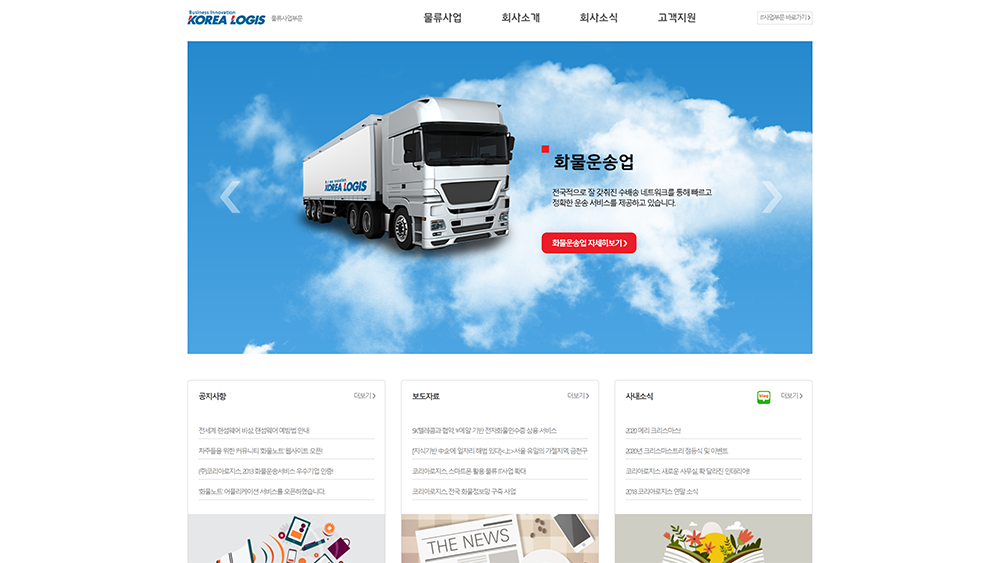 Business Innovation
KOREA LOGIS 물류사업부문
물류사업 회사소개 회사소식 고객지원
IT사업부문 바로가기 >
Business Innovation
KOREA LOGIS
화물운송업
전국적으로 잘 갖춰진 수배송 네트워크를 통해 빠르고
정확한 운송 서비스를 제공하고 있습니다.
화물운송업 자세히보기 >
공지사항 더보기 >
전세계 랜섬웨어 비상, 랜섬웨어 예방법 안내
차주들을 위한 커뮤니티 '화물노트' 웹사이트 오픈!
(주)코리아로지스, 2013 화물운송서비스 우수기업 인증!
'화물노트' 어플리케이션 서비스를 오픈하였습니다.
보도자료 더보기 >
SK텔레콤과 협약, 카메말 기반 전자화물인수증 상용 서비스
[지식기반 中企에 일자리 해법 있다]<上>서울 유일의 가젤지역, 금천구
코리아로지스, 스마트폰 활용 물류 IT사업 확대
코리아로지스, 전국 화물정보망 구축 사업
사내소식 blog 더보기 >
2020 메리 크리스마스!
2020년 크리스마스트리 점등식 및 이벤트
코리아로지스 새로운 사무실, 확 달라진 인테리어!!
2018 코리아로지스 연말 소식
THE NEWS